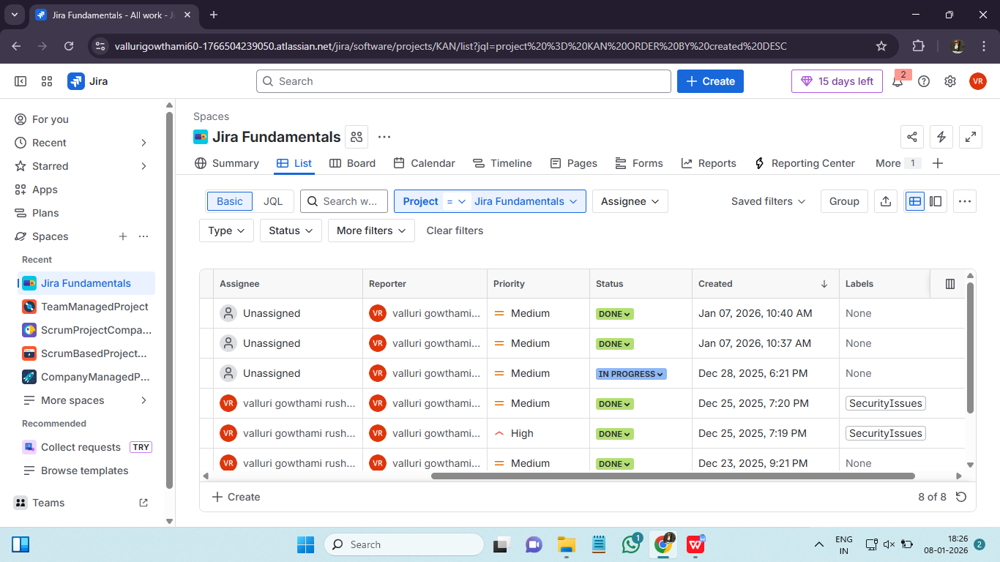 Jira Fundamentals - All work - Ji
vallurigowthami60-1766504239050.atlassian.net/jira/software/projects/KAN/list?jql=project%20%3D%20KAN%20ORDER%20BY%20created%20DESC
Jira
Search
Create
15 days left
2
VR
For you
Recent
Starred
Apps
Plans
Spaces
Recent
Jira Fundamentals
TeamManagedProject
ScrumProjectCompa...
ScrumBasedProject...
CompanyManagedP...
More spaces
Recommended
Collect requests TRY
Browse templates
Teams
Spaces
Jira Fundamentals
Summary List Board Calendar Timeline Pages Forms Reports Reporting Center More 1
Basic JQL Search w... Project = Jira Fundamentals Assignee Saved filters Group
Type Status More filters Clear filters
Assignee Reporter Priority Status Created Labels
Unassigned VR valluri gowthami... Medium DONE Jan 07, 2026, 10:40 AM None
Unassigned VR valluri gowthami... Medium DONE Jan 07, 2026, 10:37 AM None
Unassigned VR valluri gowthami... Medium IN PROGRESS Dec 28, 2025, 6:21 PM None
VR valluri gowthami rush... VR valluri gowthami... Medium DONE Dec 25, 2025, 7:20 PM SecurityIssues
VR valluri gowthami rush... VR valluri gowthami... High DONE Dec 25, 2025, 7:19 PM SecurityIssues
VR valluri gowthami rush... VR valluri gowthami... Medium DONE Dec 23, 2025, 9:21 PM None
Create
8 of 8
Search
1
ENG
IN
18:26
08-01-2026
2